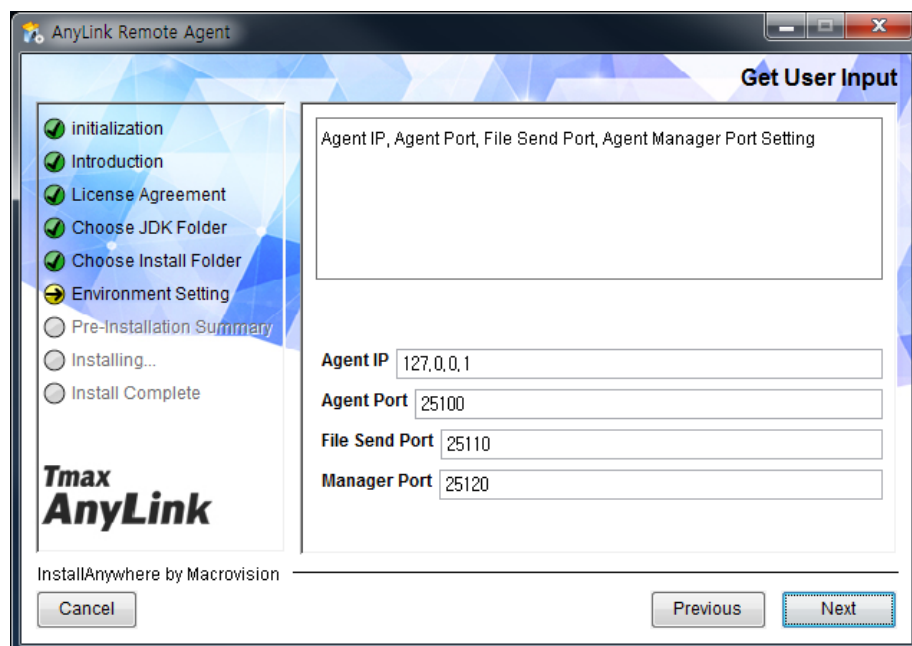 AnyLink Remote Agent
Get User Input
initialization
Introduction
License Agreement
Choose JDK Folder
Choose Install Folder
Environment Setting
Pre-Installation Summary
Installing...
Install Complete
Tmax
AnyLink
Agent IP, Agent Port, File Send Port, Agent Manager Port Setting
Agent IP 127.0.0.1
Agent Port 25100
File Send Port 25110
Manager Port 25120
InstallAnywhere by Macrovision
Cancel Previous Next